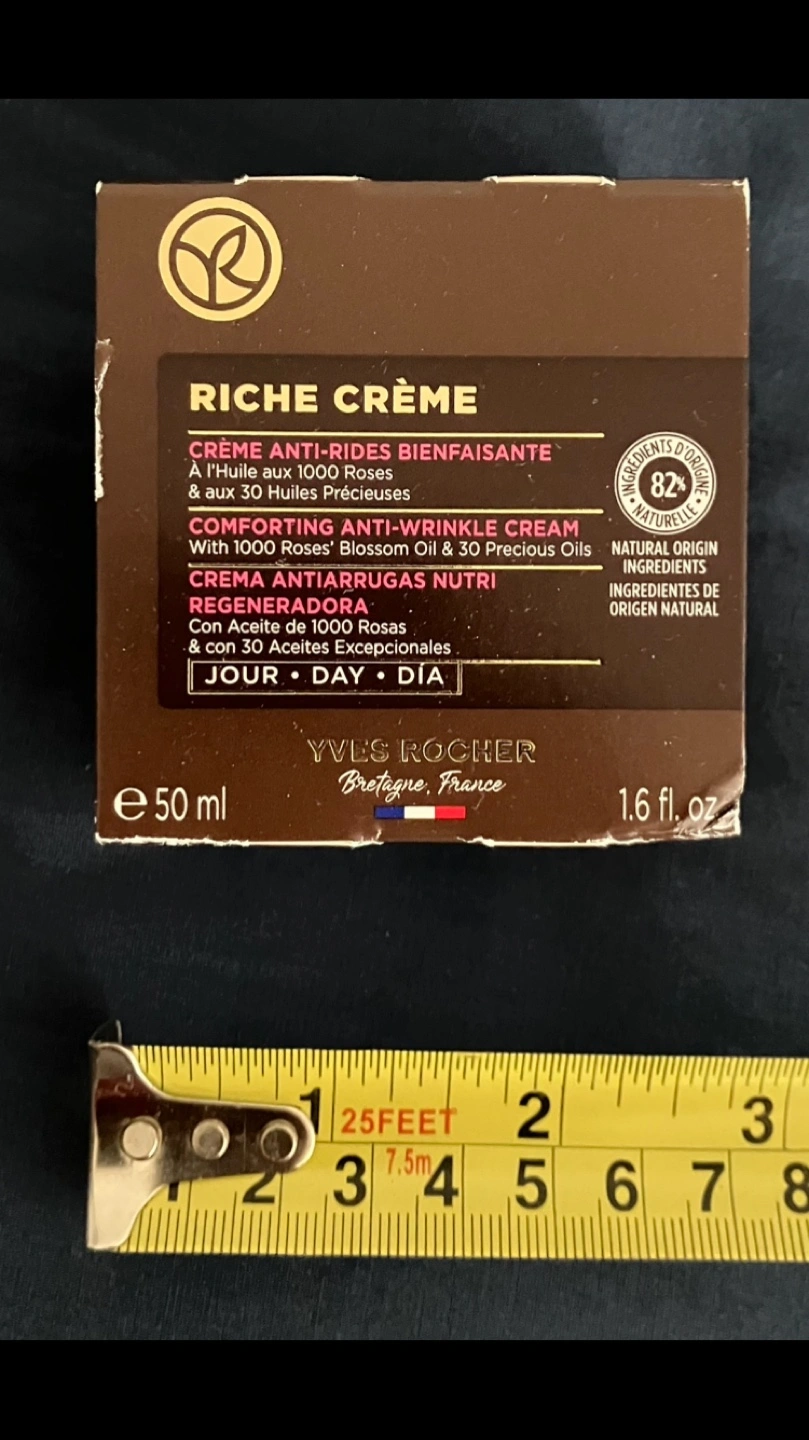 RICHE CRÈME
CRÈME ANTI-RIDES BIENFAISANTE
À l'Huile aux 1000 Roses
& aux 30 Huiles Précieuses
COMFORTING ANTI-WRINKLE CREAM
With 1000 Roses' Blossom Oil & 30 Precious Oils
CREMA ANTIARRUGAS NUTRI
REGENERADORA
Con Aceite de 1000 Rosas
& con 30 Aceites Excepcionales
JOUR • DAY • DÍA
INGRÉDIENTS D'ORIGINE
82%
• NATURELLE •
NATURAL ORIGIN
INGREDIENTS
INGREDIENTES DE
ORIGEN NATURAL
YVES ROCHER
Bretagne, France
℮ 50 ml
1.6 fl. oz.
1 25FEET 2 3
7.5m
1 2 3 4 5 6 7 8